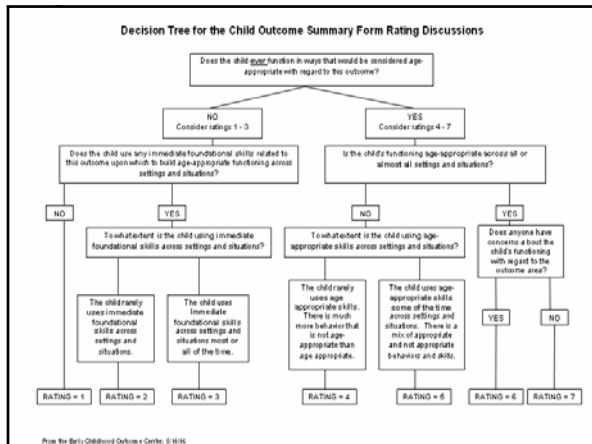 Decision Tree for the Child Outcome Summary Form Rating Discussions
Does the child ever function in ways that would be considered age-
appropriate with regard to this outcome?
NO
Consider ratings 1 - 3
YES
Consider ratings 4 - 7
Does the child use any immediate foundational skills related to
this outcome upon which to build age-appropriate functioning across
settings and situations?
Is the child's functioning age-appropriate across all or
almost all settings and situations?
NO
YES
NO
YES
To what extent is the child using immediate
foundational skills across settings and situations?
To what extent is the child using age-
appropriate skills across settings and situations?
Does anyone have
concerns about the
child's functioning
with regard to the
outcome area?
The child rarely
uses immediate
foundational skills
across settings
and situations.
The child uses
Immediate
foundational skills
across settings and
situations most or
all of the time.
The child rarely
uses age
appropriate skills.
There is much
more behavior that
is not age-
appropriate than
age appropriate.
The child uses age-
appropriate skills
some of the time
across settings and
situations. There is a
mix of appropriate
and not appropriate
behaviors and skills.
YES
NO
RATING = 1
RATING = 2
RATING = 3
RATING = 4
RATING = 5
RATING = 6
RATING = 7
From the Early Childhood Outcome Center,